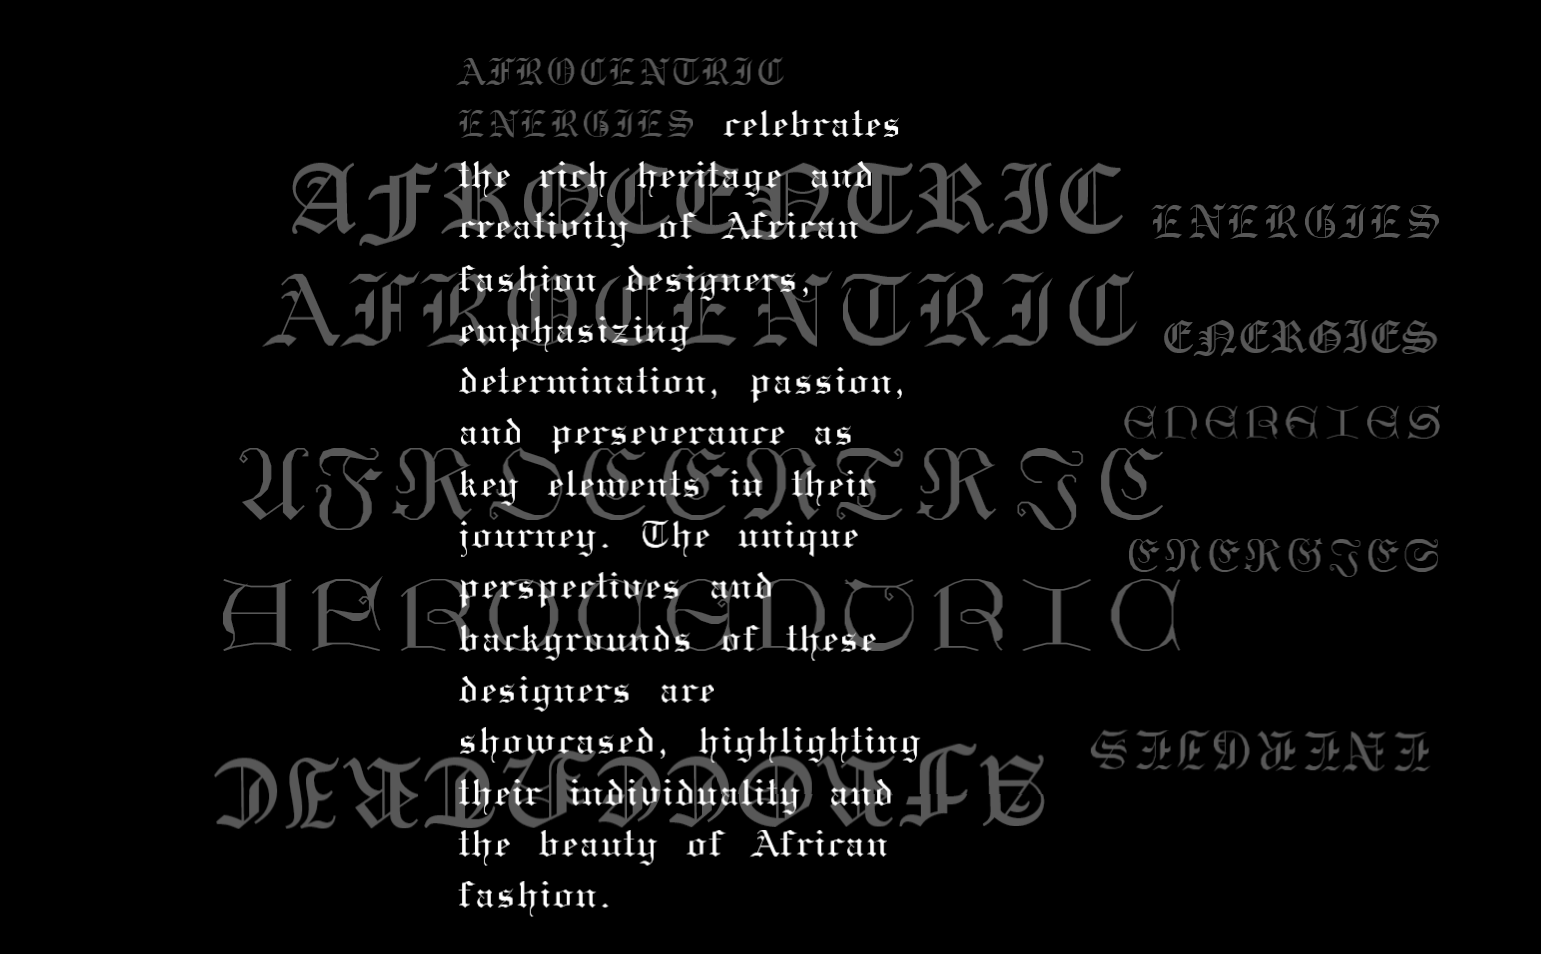 AFROCENTRIC
ENERGIES celebrates
the rich heritage and
creativity of African
fashion designers,
emphasizing
determination, passion,
and perseverance as
key elements in their
journey. The unique
perspectives and
backgrounds of these
designers are
showcased, highlighting
their individuality and
the beauty of African
fashion.
AFROCENTRIC
ENERGIES
AFROCENTRIC
ENERGIES
ENERGIES
AFROCENTRIC
ENERGIES
AFROCENTRIC
ENERGIES
AFROCENTRIC